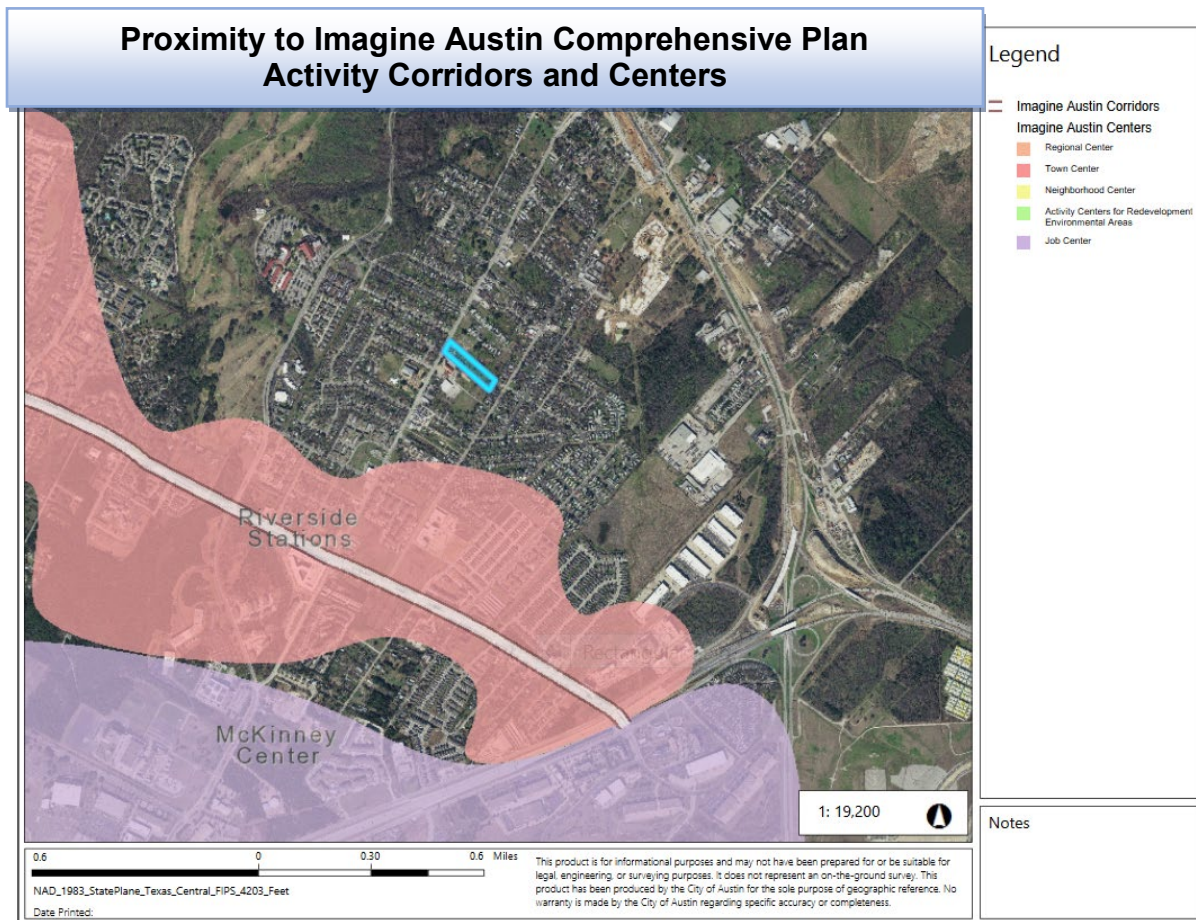 Proximity to Imagine Austin Comprehensive Plan
Activity Corridors and Centers
Legend
Imagine Austin Corridors
Imagine Austin Centers
Regional Center
Town Center
Neighborhood Center
Activity Centers for Redevelopment
Environmental Areas
Job Center
Riverside
Stations
McKinney
Center
1: 19,200
Notes
0.6 0 0.30 0.6 Miles
NAD_1983_StatePlane_Texas_Central_FIPS_4203_Feet
Date Printed:
This product is for informational purposes and may not have been prepared for or be suitable for
legal, engineering, or surveying purposes. It does not represent an on-the-ground survey. This
product has been produced by the City of Austin for the sole purpose of geographic reference. No
warranty is made by the City of Austin regarding specific accuracy or completeness.